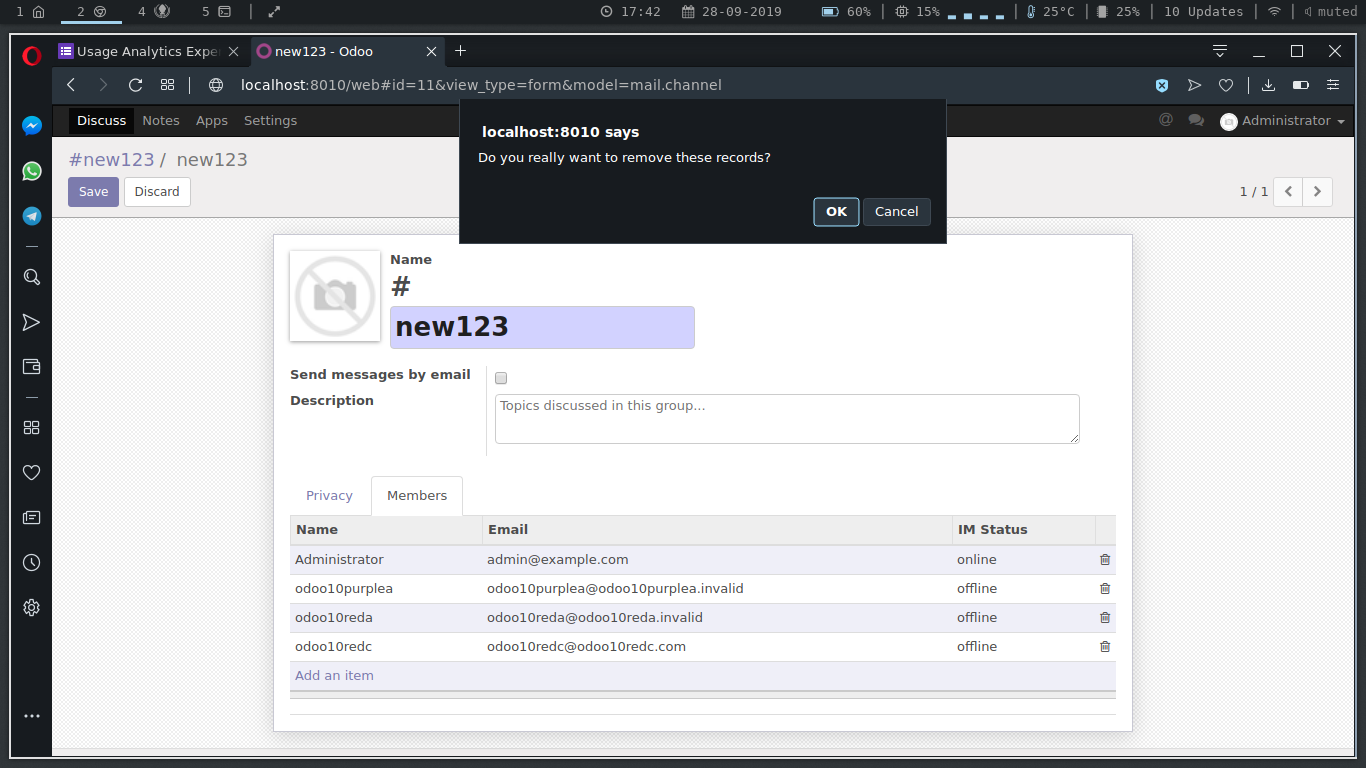 1 2 4 5 17:42 28-09-2019 60% 15% 25°C 25% 10 Updates muted
Usage Analytics Expe new123 - Odoo
localhost:8010/web#id=11&view_type=form&model=mail.channel
Discuss Notes Apps Settings @ Administrator
localhost:8010 says
Do you really want to remove these records?
OK Cancel
#new123 / new123
Save Discard 1 / 1
Name
#
new123
Send messages by email
Description Topics discussed in this group...
Privacy Members
Name Email IM Status
Administrator admin@example.com online
odoo10purplea odoo10purplea@odoo10purplea.invalid offline
odoo10reda odoo10reda@odoo10reda.invalid offline
odoo10redc odoo10redc@odoo10redc.com offline
Add an item